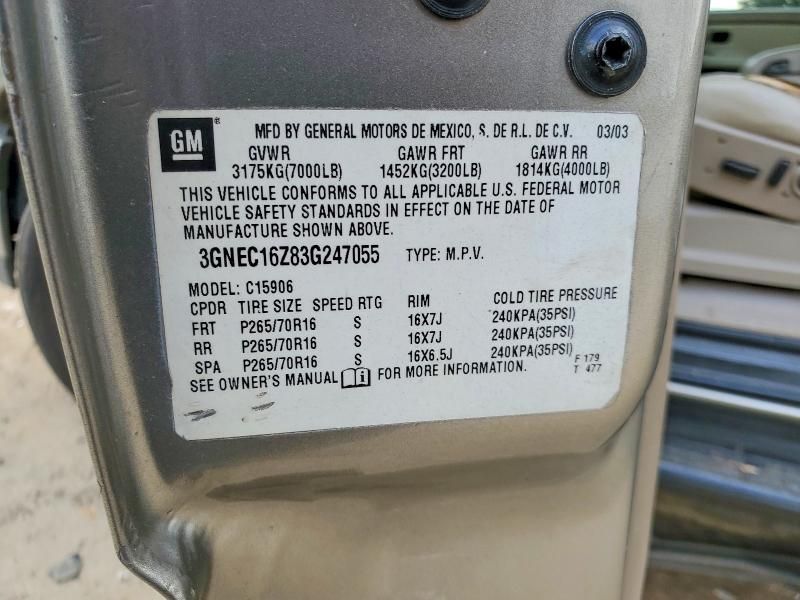 GM ® MFD BY GENERAL MOTORS DE MEXICO, S. DE R.L. DE C.V. 03/03
GVWR GAWR FRT GAWR RR
3175KG(7000LB) 1452KG(3200LB) 1814KG(4000LB)
THIS VEHICLE CONFORMS TO ALL APPLICABLE U.S. FEDERAL MOTOR
VEHICLE SAFETY STANDARDS IN EFFECT ON THE DATE OF
MANUFACTURE SHOWN ABOVE.
3GNEC16Z83G247055 TYPE: M.P.V.
MODEL: C15906
CPDR TIRE SIZE SPEED RTG RIM COLD TIRE PRESSURE
FRT P265/70R16 S 16X7J 240KPA(35PSI)
RR P265/70R16 S 16X7J 240KPA(35PSI)
SPA P265/70R16 S 16X6.5J 240KPA(35PSI)
SEE OWNER'S MANUAL i FOR MORE INFORMATION.
F 179
T 477